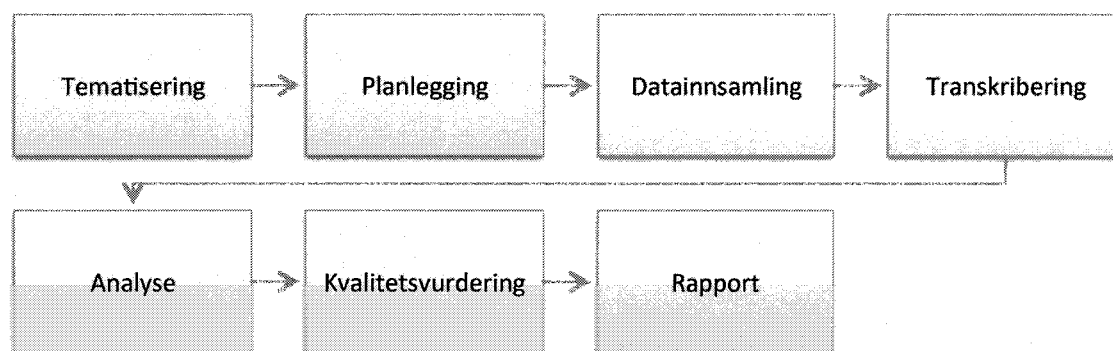 Tematisering
Planlegging
Datainnsamling
Transkribering
Analyse
Kvalitetsvurdering
Rapport